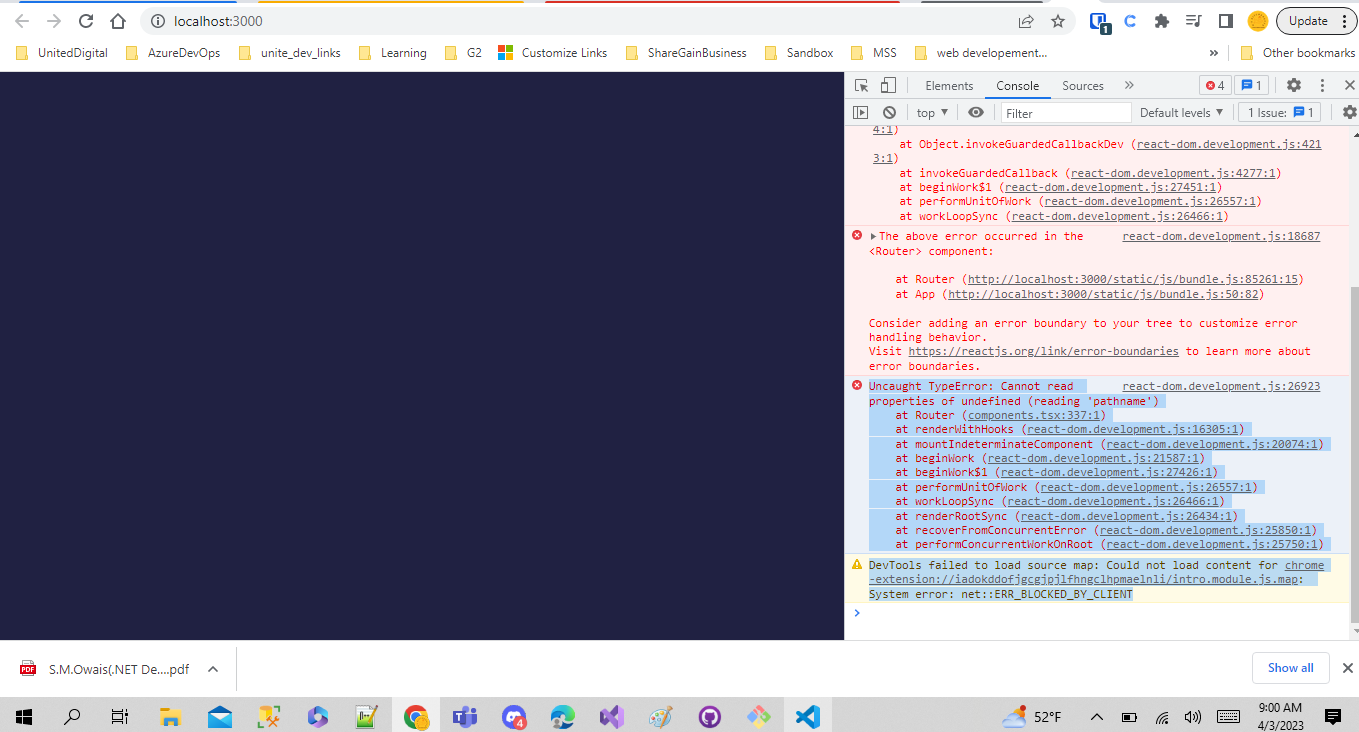 localhost:3000
1
Update
UnitedDigital
AzureDevOps
unite_dev_links
Learning
G2
Customize Links
ShareGainBusiness
Sandbox
MSS
web developement...
»
Other bookmarks
Elements
Console
Sources
»
4
1
top
Filter
Default levels
1 Issue:
1
4:1)
at Object.invokeGuardedCallbackDev (react-dom.development.js:421
3:1)
at invokeGuardedCallback (react-dom.development.js:4277:1)
at beginWork$1 (react-dom.development.js:27451:1)
at performUnitOfWork (react-dom.development.js:26557:1)
at workLoopSync (react-dom.development.js:26466:1)
The above error occurred in the react-dom.development.js:18687
<Router> component:
at Router (http://localhost:3000/static/js/bundle.js:85261:15)
at App (http://localhost:3000/static/js/bundle.js:50:82)
Consider adding an error boundary to your tree to customize error
handling behavior.
Visit https://reactjs.org/link/error-boundaries to learn more about
error boundaries.
Uncaught TypeError: Cannot read react-dom.development.js:26923
properties of undefined (reading 'pathname')
at Router (components.tsx:337:1)
at renderWithHooks (react-dom.development.js:16305:1)
at mountIndeterminateComponent (react-dom.development.js:20074:1)
at beginWork (react-dom.development.js:21587:1)
at beginWork$1 (react-dom.development.js:27426:1)
at performUnitOfWork (react-dom.development.js:26557:1)
at workLoopSync (react-dom.development.js:26466:1)
at renderRootSync (react-dom.development.js:26434:1)
at recoverFromConcurrentError (react-dom.development.js:25850:1)
at performConcurrentWorkOnRoot (react-dom.development.js:25750:1)
DevTools failed to load source map: Could not load content for chrome
-extension://iadokddofjgcgjpjlfhngclhpmaelnli/intro.module.js.map:
System error: net::ERR_BLOCKED_BY_CLIENT
PDF
S.M.Owais(.NET De....pdf
Show all
4
52°F
9:00 AM
4/3/2023